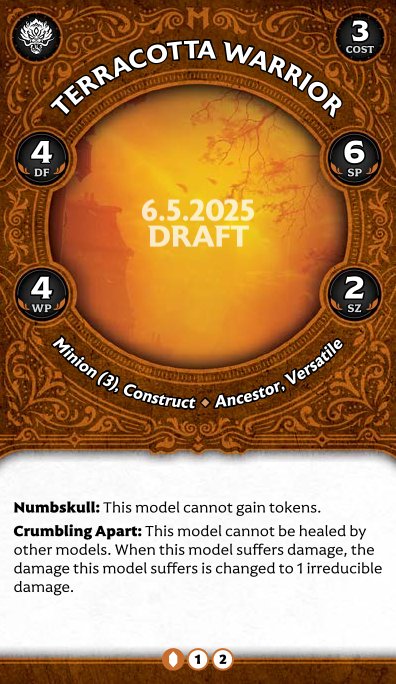 M
3
COST
TERRACOTTA WARRIOR
4
DF
6
SP
6.5.2025
DRAFT
4
WP
2
SZ
Minion (3), Construct ◆ Ancestor, Versatile
Numbskull: This model cannot gain tokens.
Crumbling Apart: This model cannot be healed by
other models. When this model suffers damage, the
damage this model suffers is changed to 1 irreducible
damage.
1 2